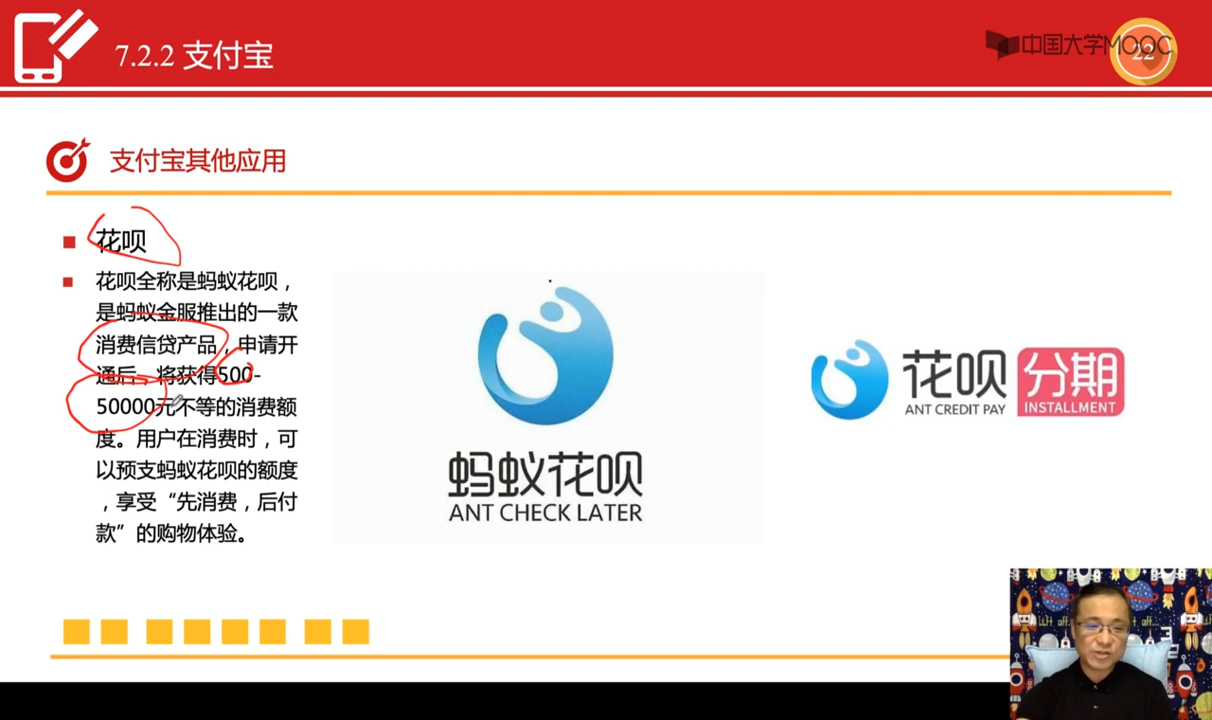 7.2.2 支付宝
中国大学MOOC
22
支付宝其他应用
花呗
花呗全称是蚂蚁花呗，
是蚂蚁金服推出的一款
消费信贷产品，申请开
通后，将获得500-
50000元不等的消费额
度。用户在消费时，可
以预支蚂蚁花呗的额度
，享受“先消费，后付
款”的购物体验。
蚂蚁花呗
ANT CHECK LATER
花呗 分期
ANT CREDIT PAY INSTALLMENT